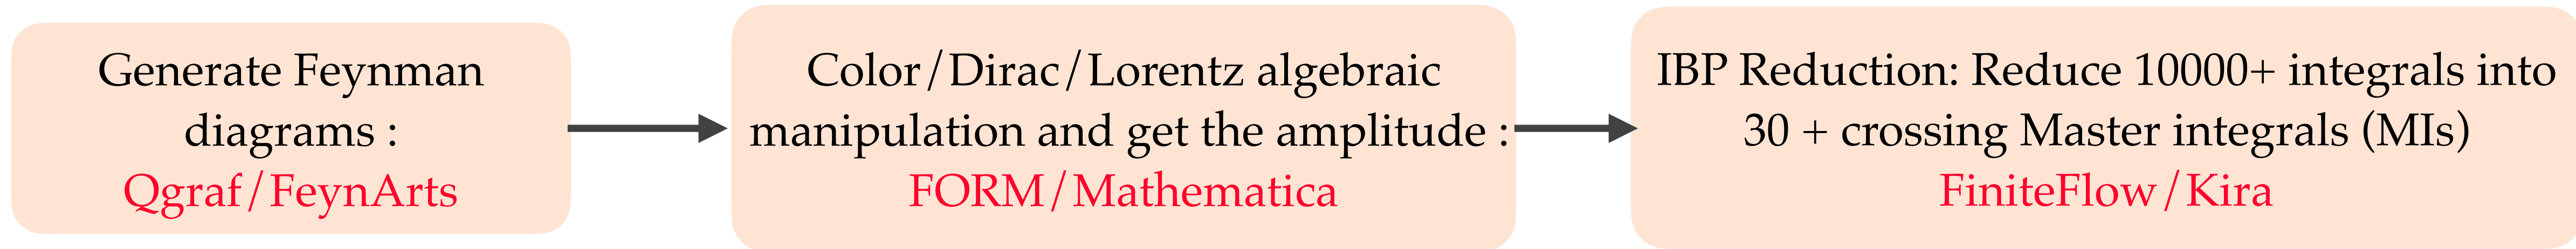 Generate Feynman
diagrams :
Qgraf/FeynArts
Color/Dirac/Lorentz algebraic
manipulation and get the amplitude :
FORM/Mathematica
IBP Reduction: Reduce 10000+ integrals into
30 + crossing Master integrals (MIs)
FiniteFlow/Kira